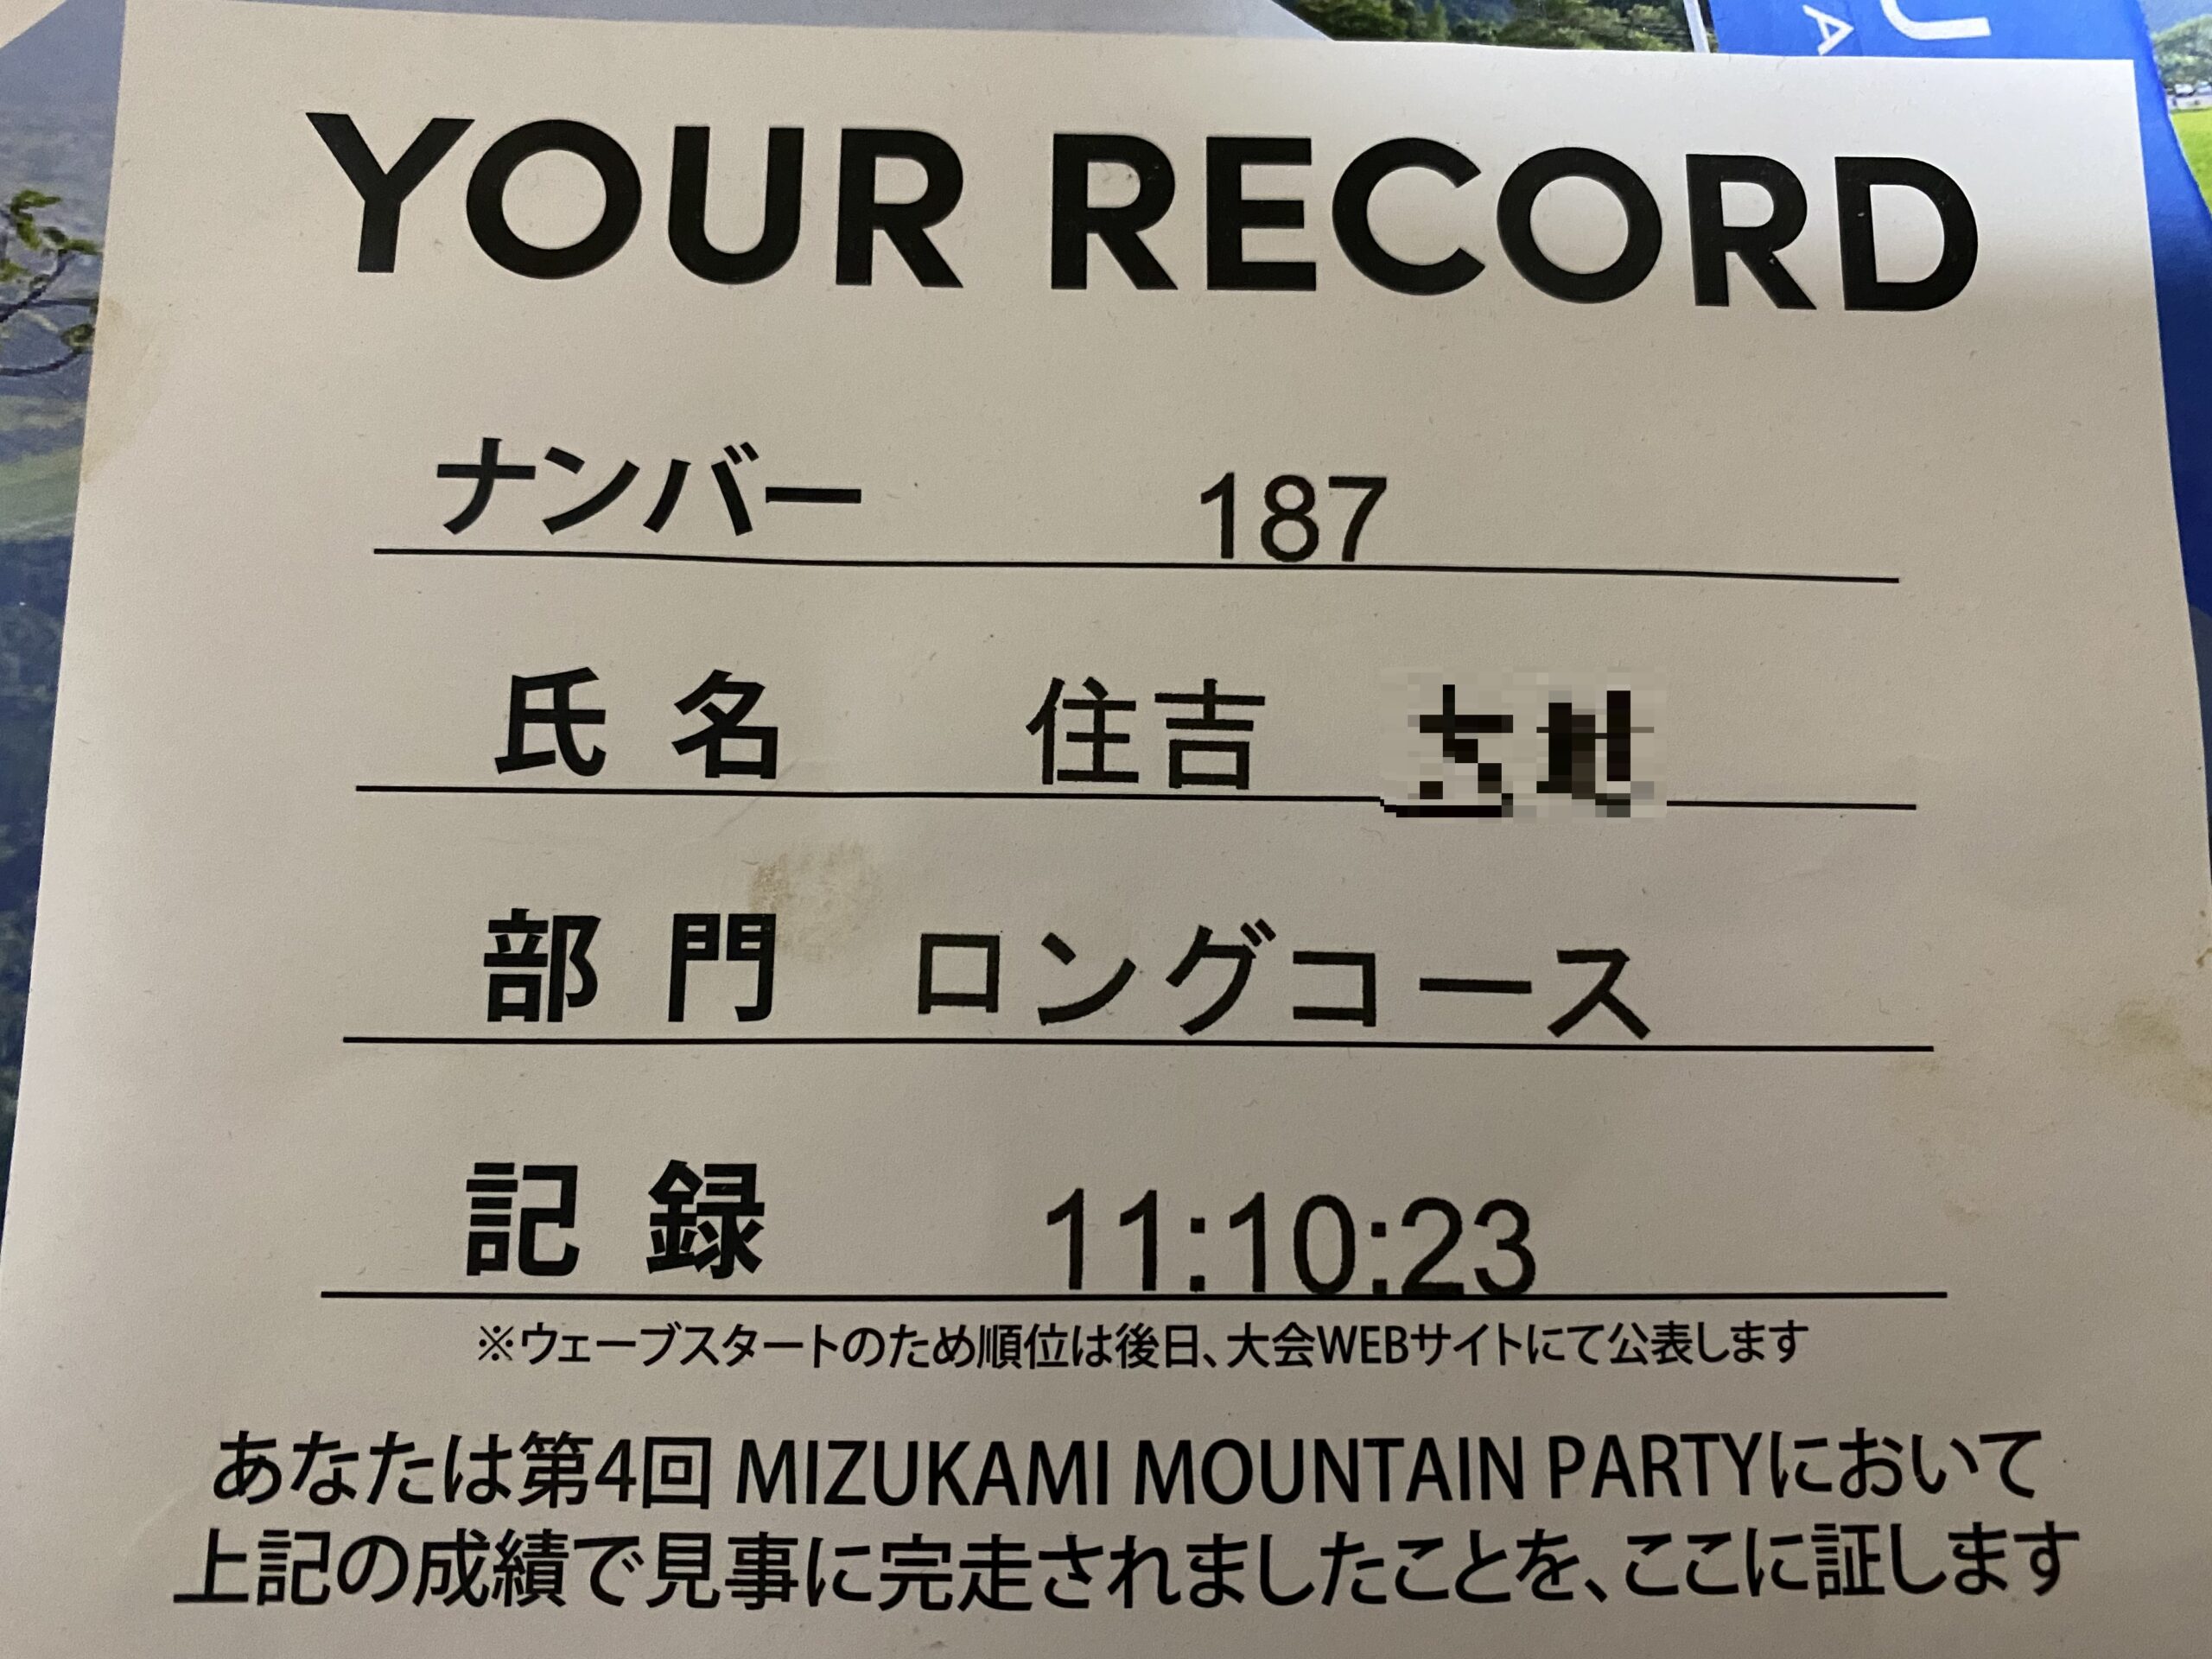 YOUR RECORD
ナンバー 187
氏名 住吉
部門 ロングコース
記録 11:10:23
※ウェーブスタートのため順位は後日、大会WEBサイトにて公表します
あなたは第4回 MIZUKAMI MOUNTAIN PARTYにおいて
上記の成績で見事に完走されましたことを、ここに証します